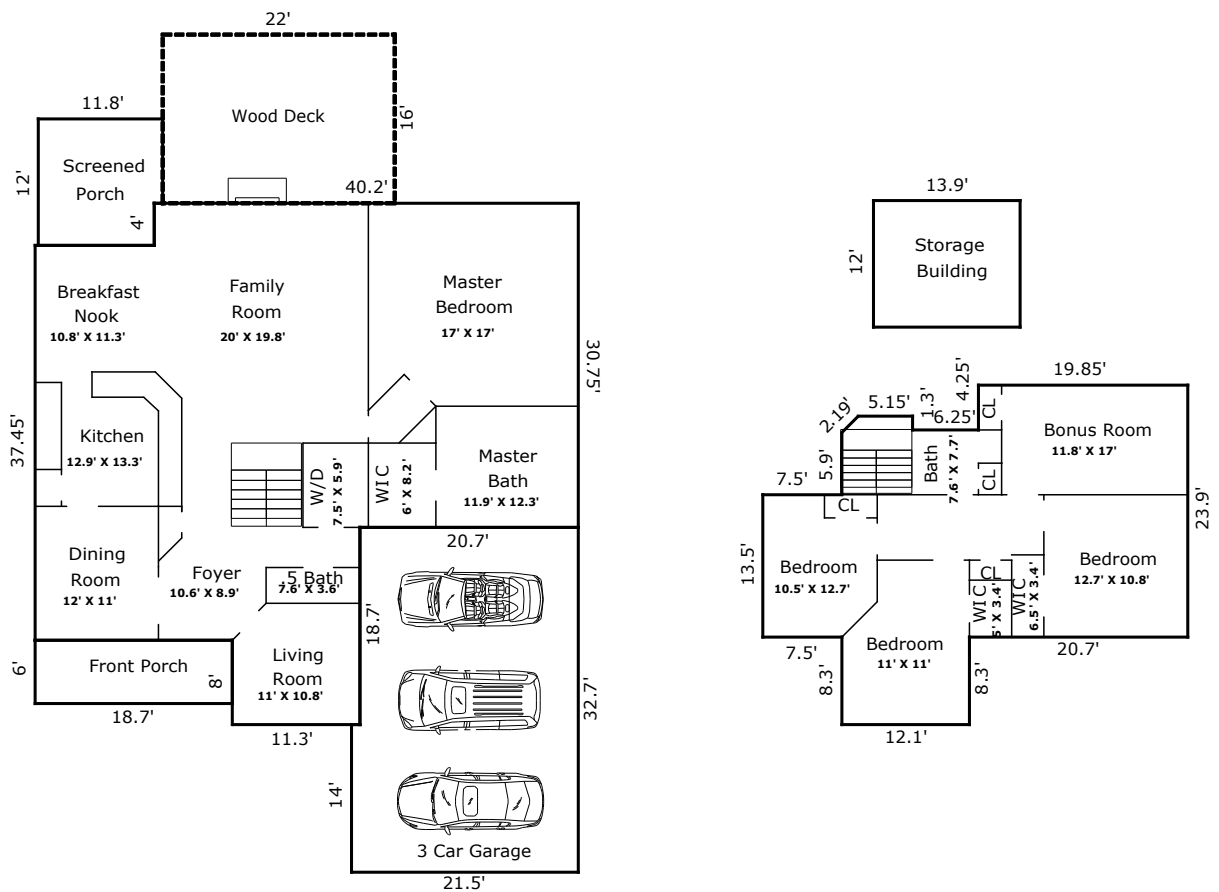 22'
Wood Deck
16'
40.2'
11.8'
Screened
Porch
12'
4'
Breakfast
Nook
10.8' X 11.3'
Family
Room
20' X 19.8'
Master
Bedroom
17' X 17'
30.75'
37.45'
Kitchen
12.9' X 13.3'
W/D
7.5' X 5.9'
WIC
6' X 8.2'
Master
Bath
11.9' X 12.3'
20.7'
Dining
Room
12' X 11'
Foyer
10.6' X 8.9'
.5 Bath
7.6' X 3.6'
18.7'
Living
Room
11' X 10.8'
6'
Front Porch
8'
18.7'
11.3'
32.7'
14'
3 Car Garage
21.5'
13.9'
12'
Storage
Building
19.85'
4.25'
1.3'
6.25'
5.15'
2.19'
5.9'
7.5'
CL
Bonus Room
11.8' X 17'
CL
Bath
7.6' X 7.7'
CL
23.9'
13.5'
Bedroom
10.5' X 12.7'
CL
WIC
5' X 3.4'
WIC
6.5' X 3.4'
Bedroom
12.7' X 10.8'
7.5'
8.3'
Bedroom
11' X 11'
8.3'
20.7'
12.1'